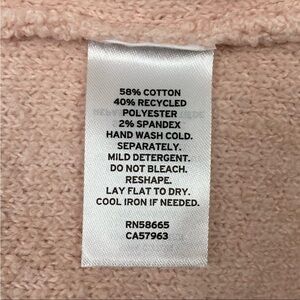 58% COTTON
40% RECYCLED
POLYESTER
2% SPANDEX
HAND WASH COLD.
SEPARATELY.
MILD DETERGENT.
DO NOT BLEACH.
RESHAPE.
LAY FLAT TO DRY.
COOL IRON IF NEEDED.
RN58665
CA57963